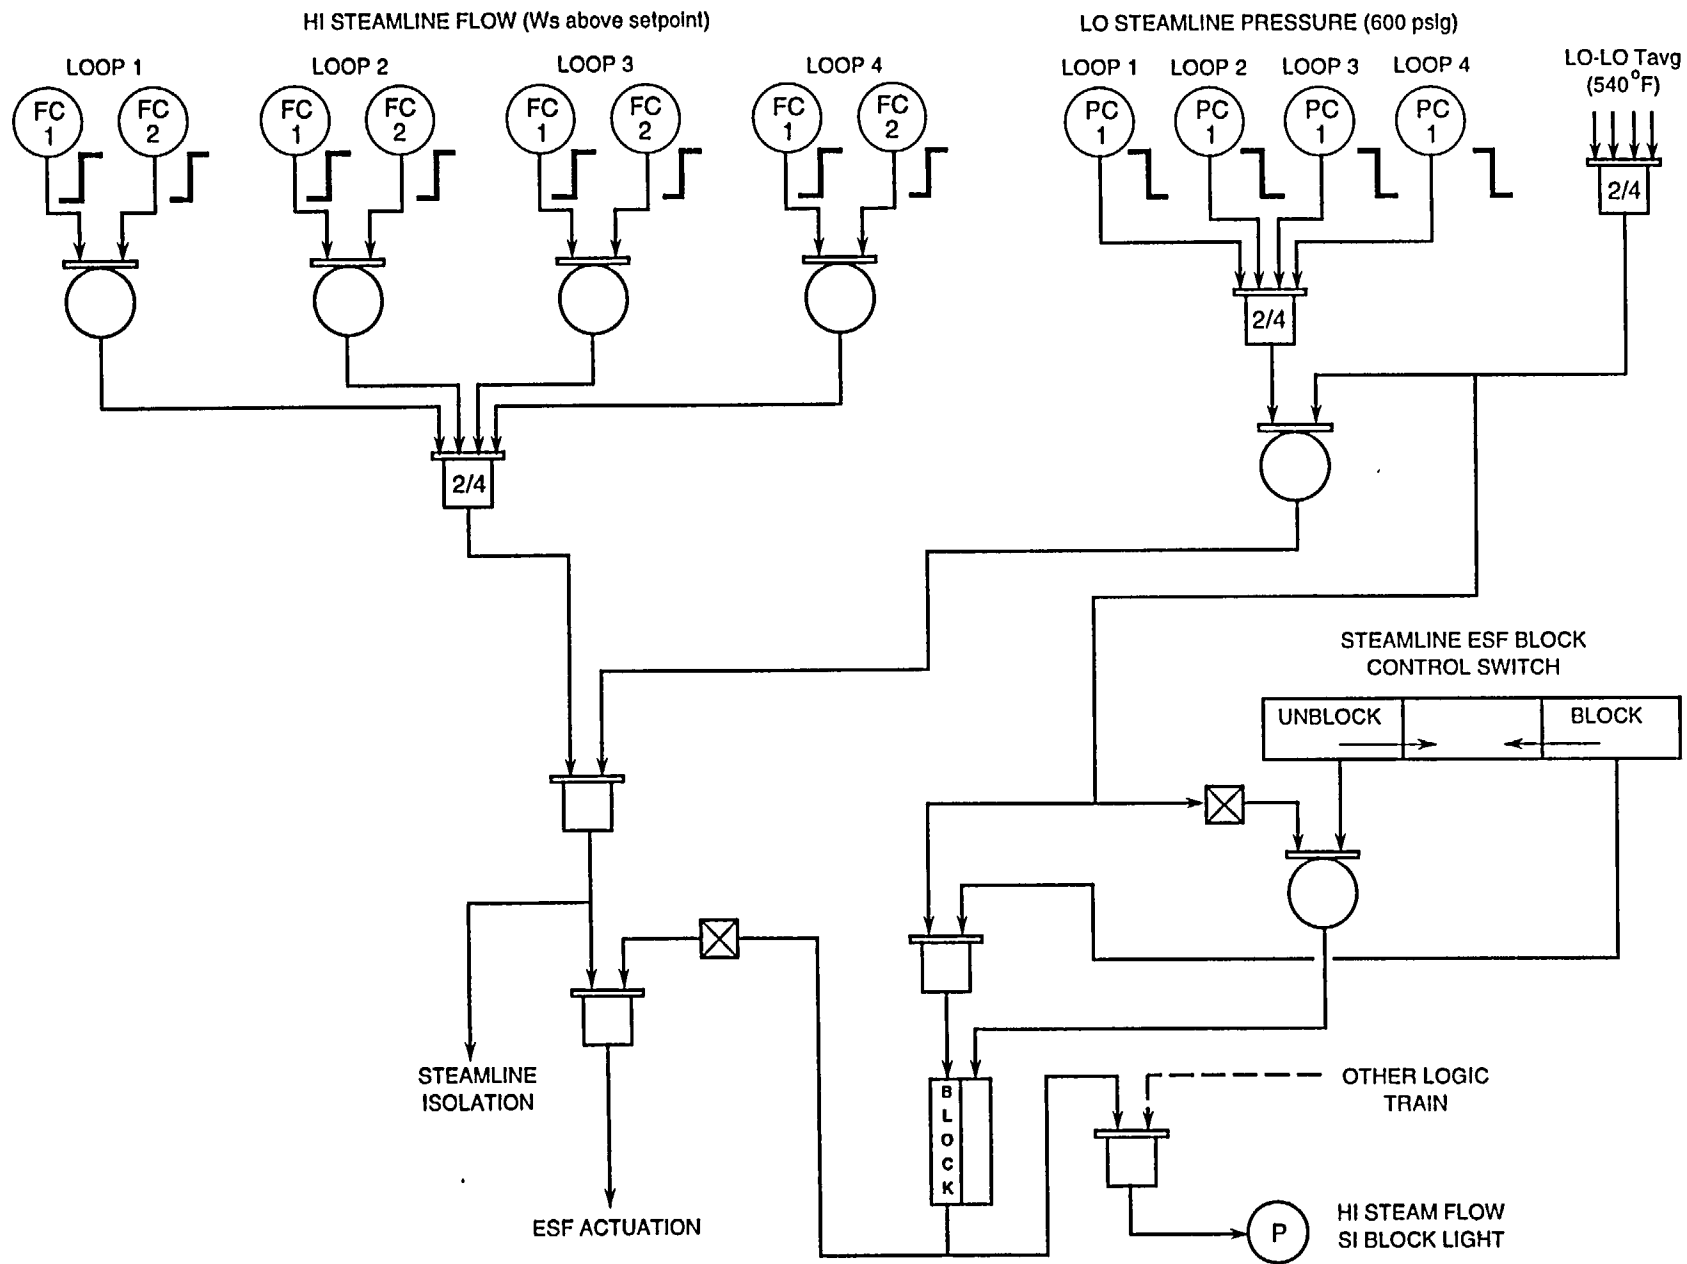 HI STEAMLINE FLOW (Ws above setpoint)
LO STEAMLINE PRESSURE (600 psig)
LOOP 1
LOOP 2
LOOP 3
LOOP 4
LOOP 1
LOOP 2
LOOP 3
LOOP 4
LO-LO Tavg
(540°F)
FC
1
FC
2
FC
1
FC
2
FC
1
FC
2
FC
1
FC
2
PC
1
PC
1
PC
1
PC
1
2/4
2/4
2/4
STEAMLINE ESF BLOCK
CONTROL SWITCH
UNBLOCK
BLOCK
STEAMLINE
ISOLATION
ESF ACTUATION
BLOCK
OTHER LOGIC
TRAIN
P
HI STEAM FLOW
SI BLOCK LIGHT